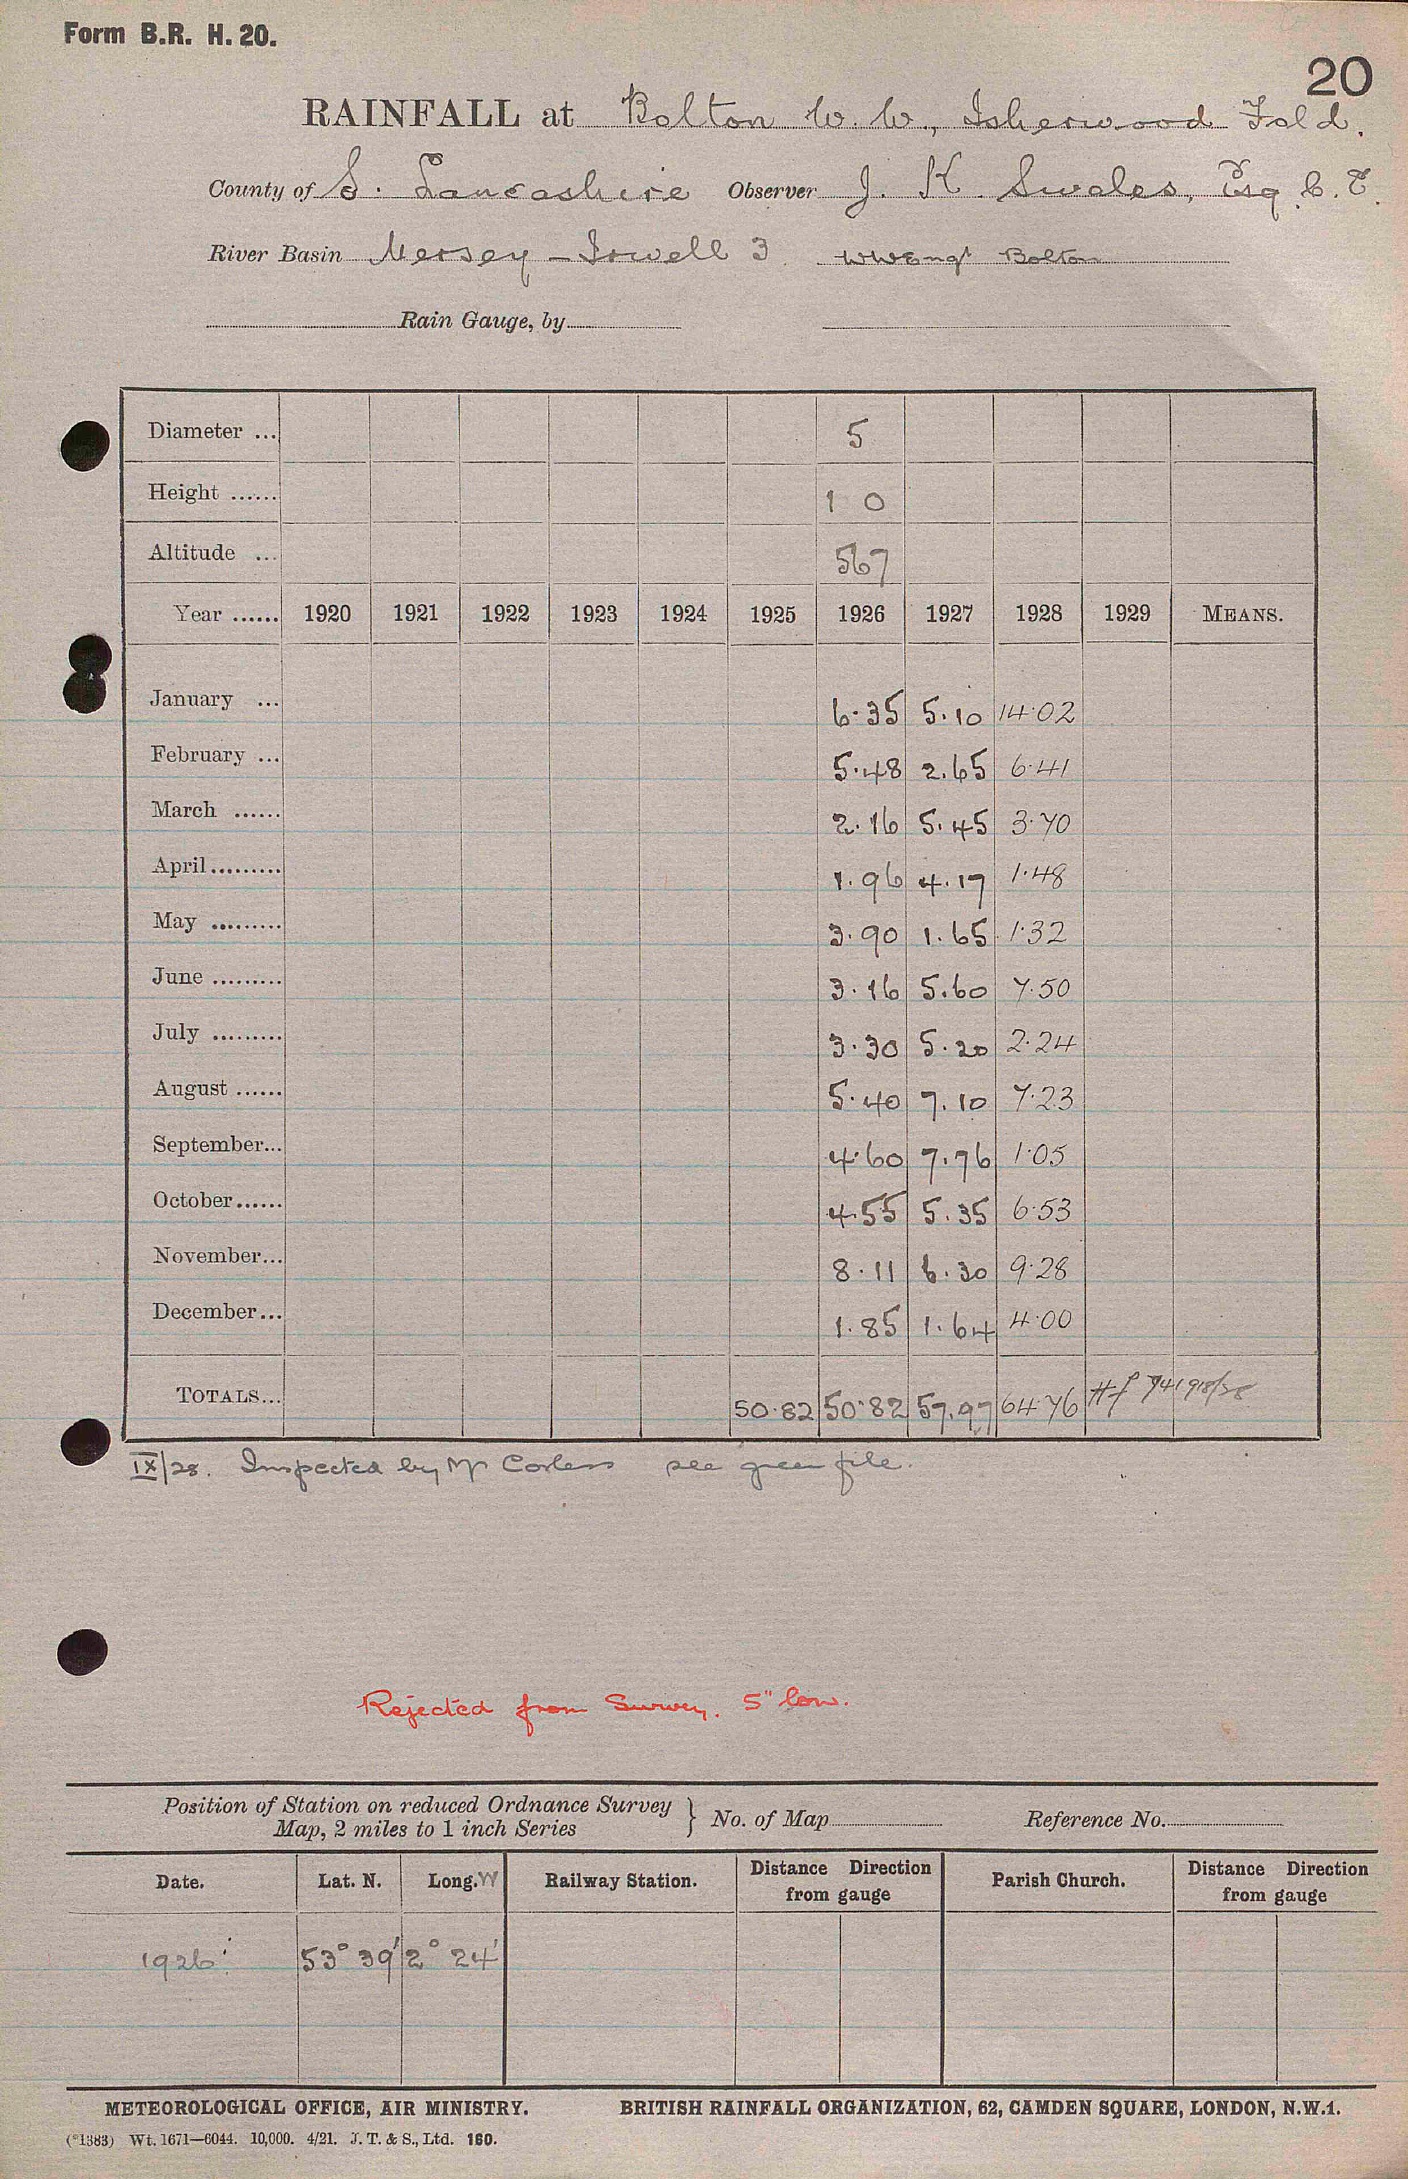 Form B.R. H. 20.
20
RAINFALL at Bolton W. W., Isherwood Fold.
County of S. Lancashire Observer J. K. Swales, Esq. C. E.
River Basin Mersey - Irwell 3 WWEngr Bolton
Rain Gauge, by
Diameter ... 5
Height ...... 1 0
Altitude ... 567
Year ...... 1920 1921 1922 1923 1924 1925 1926 1927 1928 1929 MEANS.
January ... 6.35 5.10 14.02
February ... 5.48 2.65 6.41
March ...... 2.16 5.45 3.70
April ......... 1.96 4.17 1.48
May ......... 3.90 1.65 1.32
June ......... 3.16 5.60 7.50
July ......... 3.30 5.20 2.24
August ...... 5.40 7.10 7.23
September... 4.60 7.76 1.05
October...... 4.55 5.35 6.53
November... 8.11 6.30 9.28
December... 1.85 1.64 4.00
TOTALS... 50.82 50.82 57.97 64.76
IX/28. Inspected by Mr Corless see green file.
Rejected from Survey. 5" low.
Position of Station on reduced Ordnance Survey Map, 2 miles to 1 inch Series } No. of Map Reference No.
Date. Lat. N. Long. W Railway Station. Distance Direction from gauge Parish Church. Distance Direction from gauge
1926 53° 39' 2° 24'
METEOROLOGICAL OFFICE, AIR MINISTRY. BRITISH RAINFALL ORGANIZATION, 62, CAMDEN SQUARE, LONDON, N.W.1.
(*1383) Wt. 1671—6044. 10,000. 4/21. J. T. & S., Ltd. 160.